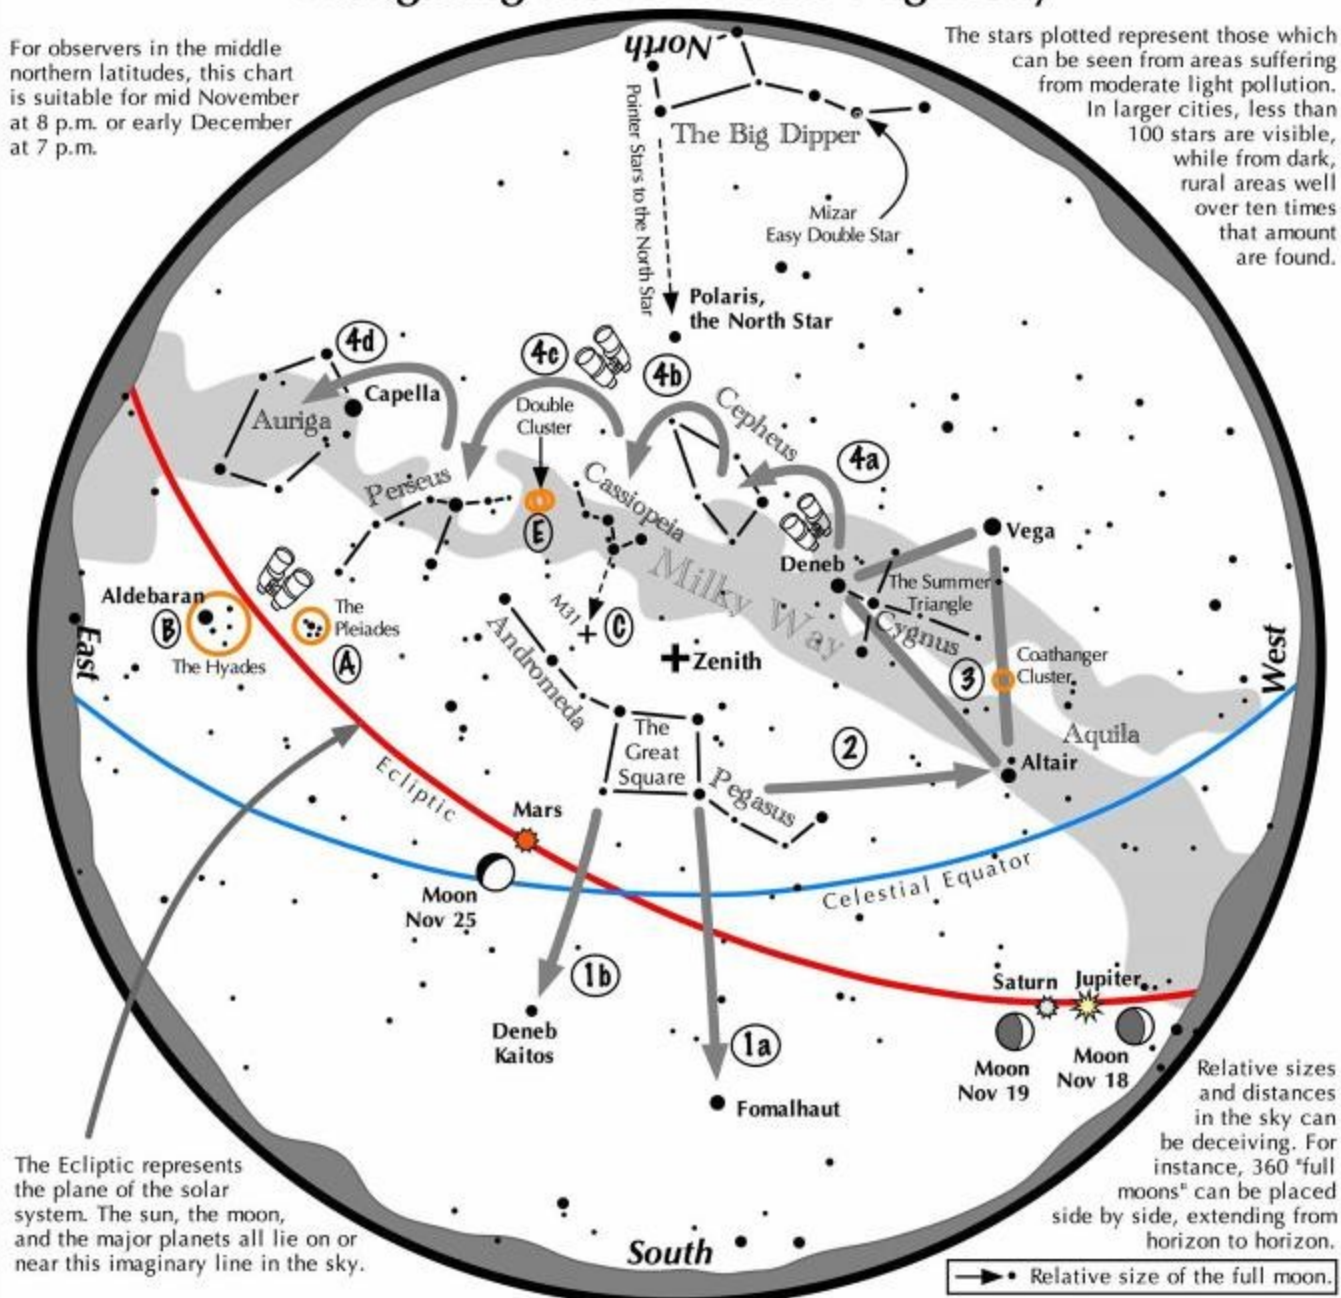 For observers in the middle
northern latitudes, this chart
is suitable for mid November
at 8 p.m. or early December
at 7 p.m.
The stars plotted represent those which
can be seen from areas suffering
from moderate light pollution.
In larger cities, less than
100 stars are visible,
while from dark,
rural areas well
over ten times
that amount
are found.
North
Pointer Stars to the North Star
The Big Dipper
Mizar
Easy Double Star
Polaris,
the North Star
4d
4c
4b
Capella
Auriga
Double
Cluster
Cepheus
4a
Perseus
Cassiopeia
E
Vega
Milky Way
Deneb
The Summer
Triangle
Cygnus
Aldebaran
B
The Hyades
The
Pleiades
A
M31
C
East
West
Andromeda
Zenith
3
Coathanger
Cluster
Aquila
The
Great
Square
Pegasus
2
Altair
Ecliptic
Mars
Moon
Nov 25
Celestial Equator
1b
Deneb
Kaitos
1a
Fomalhaut
Saturn
Jupiter
Moon
Nov 19
Moon
Nov 18
The Ecliptic represents
the plane of the solar
system. The sun, the moon,
and the major planets all lie on or
near this imaginary line in the sky.
South
Relative sizes
and distances
in the sky can
be deceiving. For
instance, 360 "full
moons" can be placed
side by side, extending from
horizon to horizon.
Relative size of the full moon.